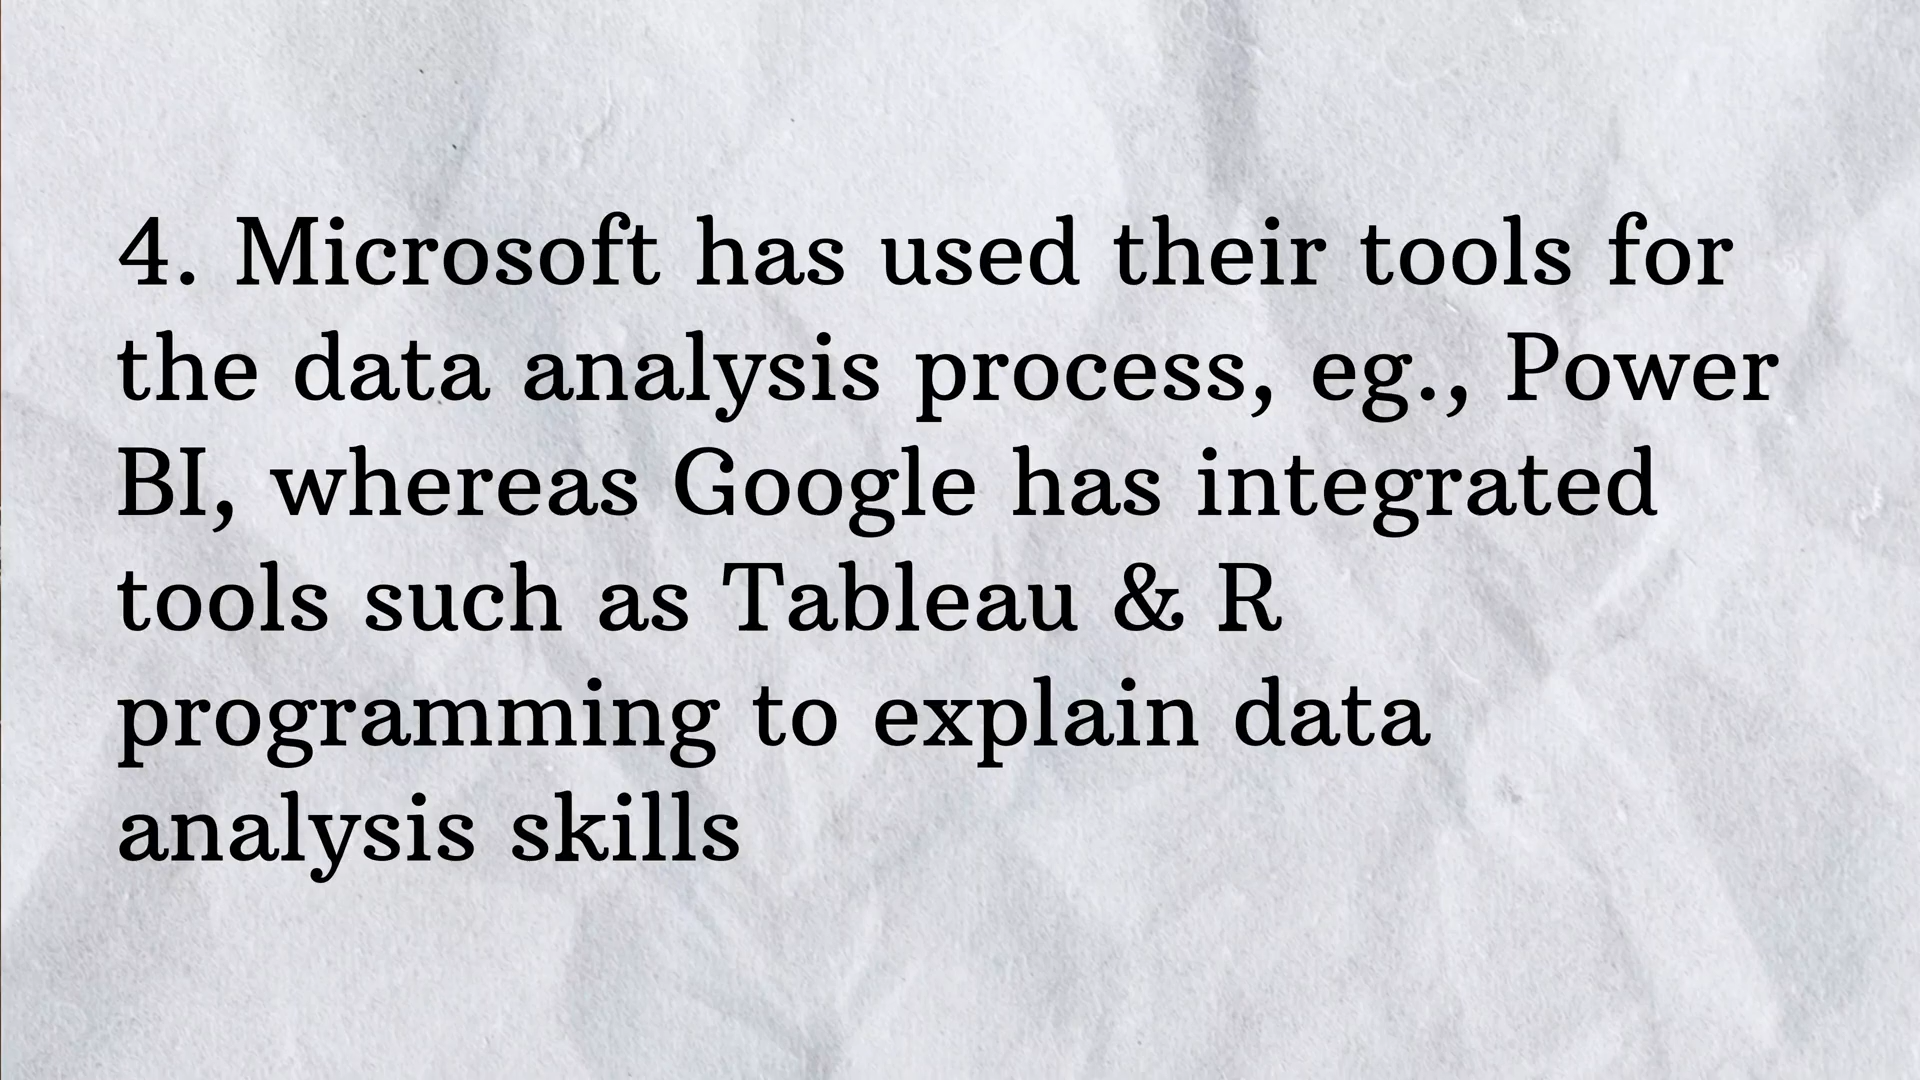 4. Microsoft has used their tools for
the data analysis process, eg., Power
BI, whereas Google has integrated
tools such as Tableau & R
programming to explain data
analysis skills